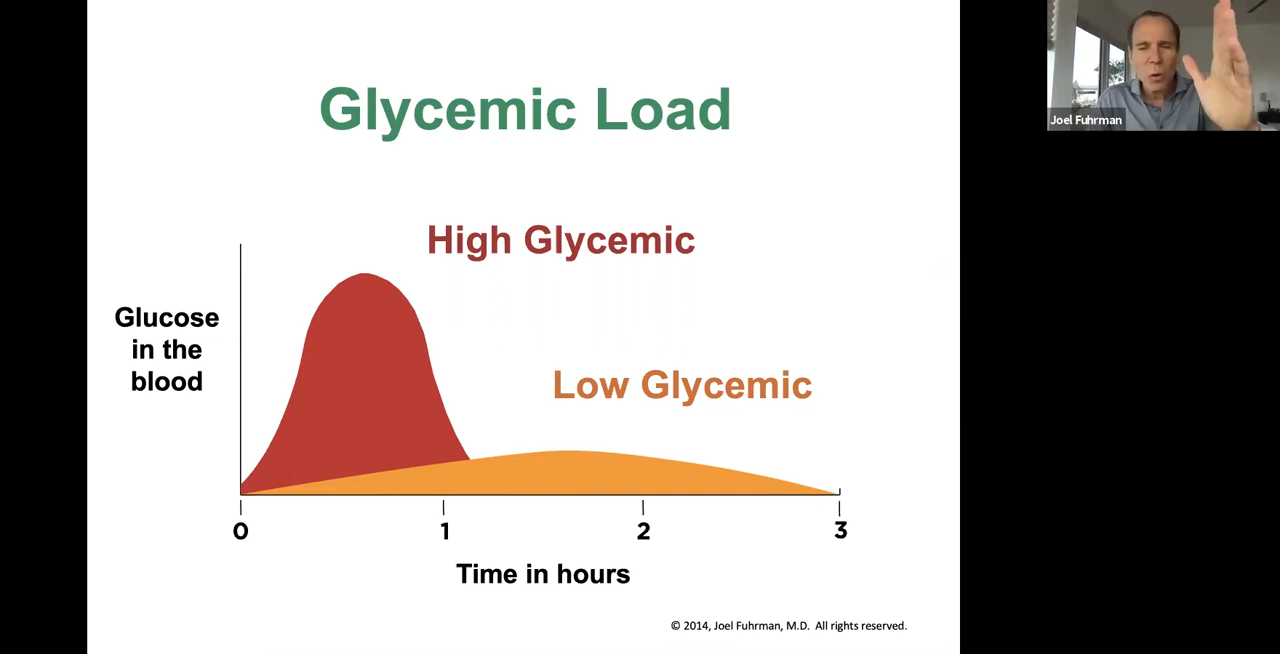 Glycemic Load
High Glycemic
Glucose
in the
blood
Low Glycemic
0 1 2 3
Time in hours
© 2014, Joel Fuhrman, M.D. All rights reserved.
Joel Fuhrman